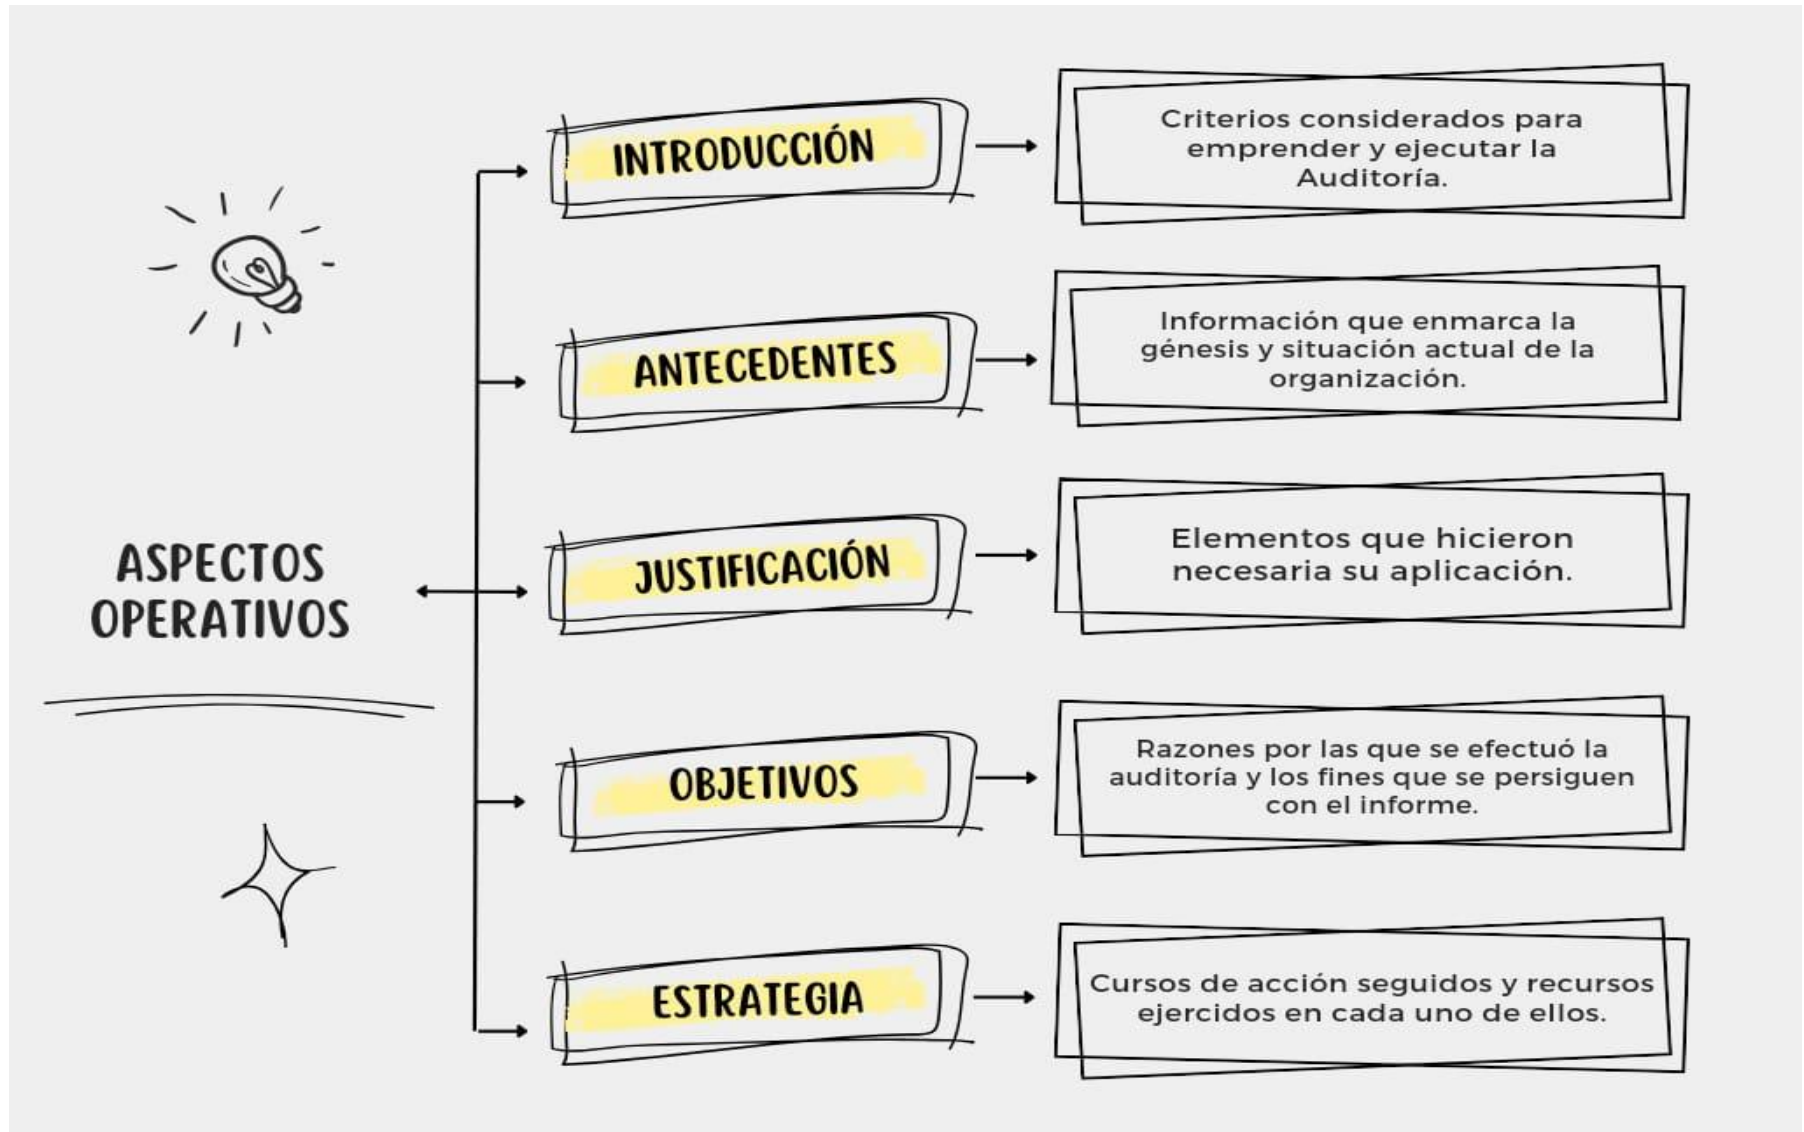 ASPECTOS
OPERATIVOS
INTRODUCCIÓN
Criterios considerados para
emprender y ejecutar la
Auditoría.
ANTECEDENTES
Información que enmarca la
génesis y situación actual de la
organización.
JUSTIFICACIÓN
Elementos que hicieron
necesaria su aplicación.
OBJETIVOS
Razones por las que se efectuó la
auditoría y los fines que se persiguen
con el informe.
ESTRATEGIA
Cursos de acción seguidos y recursos
ejercidos en cada uno de ellos.